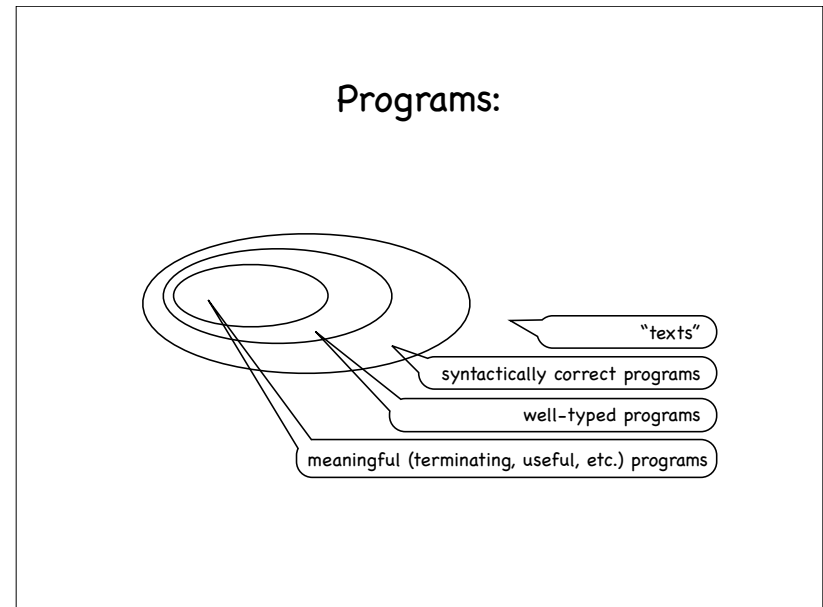 Programs:
“texts”
syntactically correct programs
well-typed programs
meaningful (terminating, useful, etc.) programs